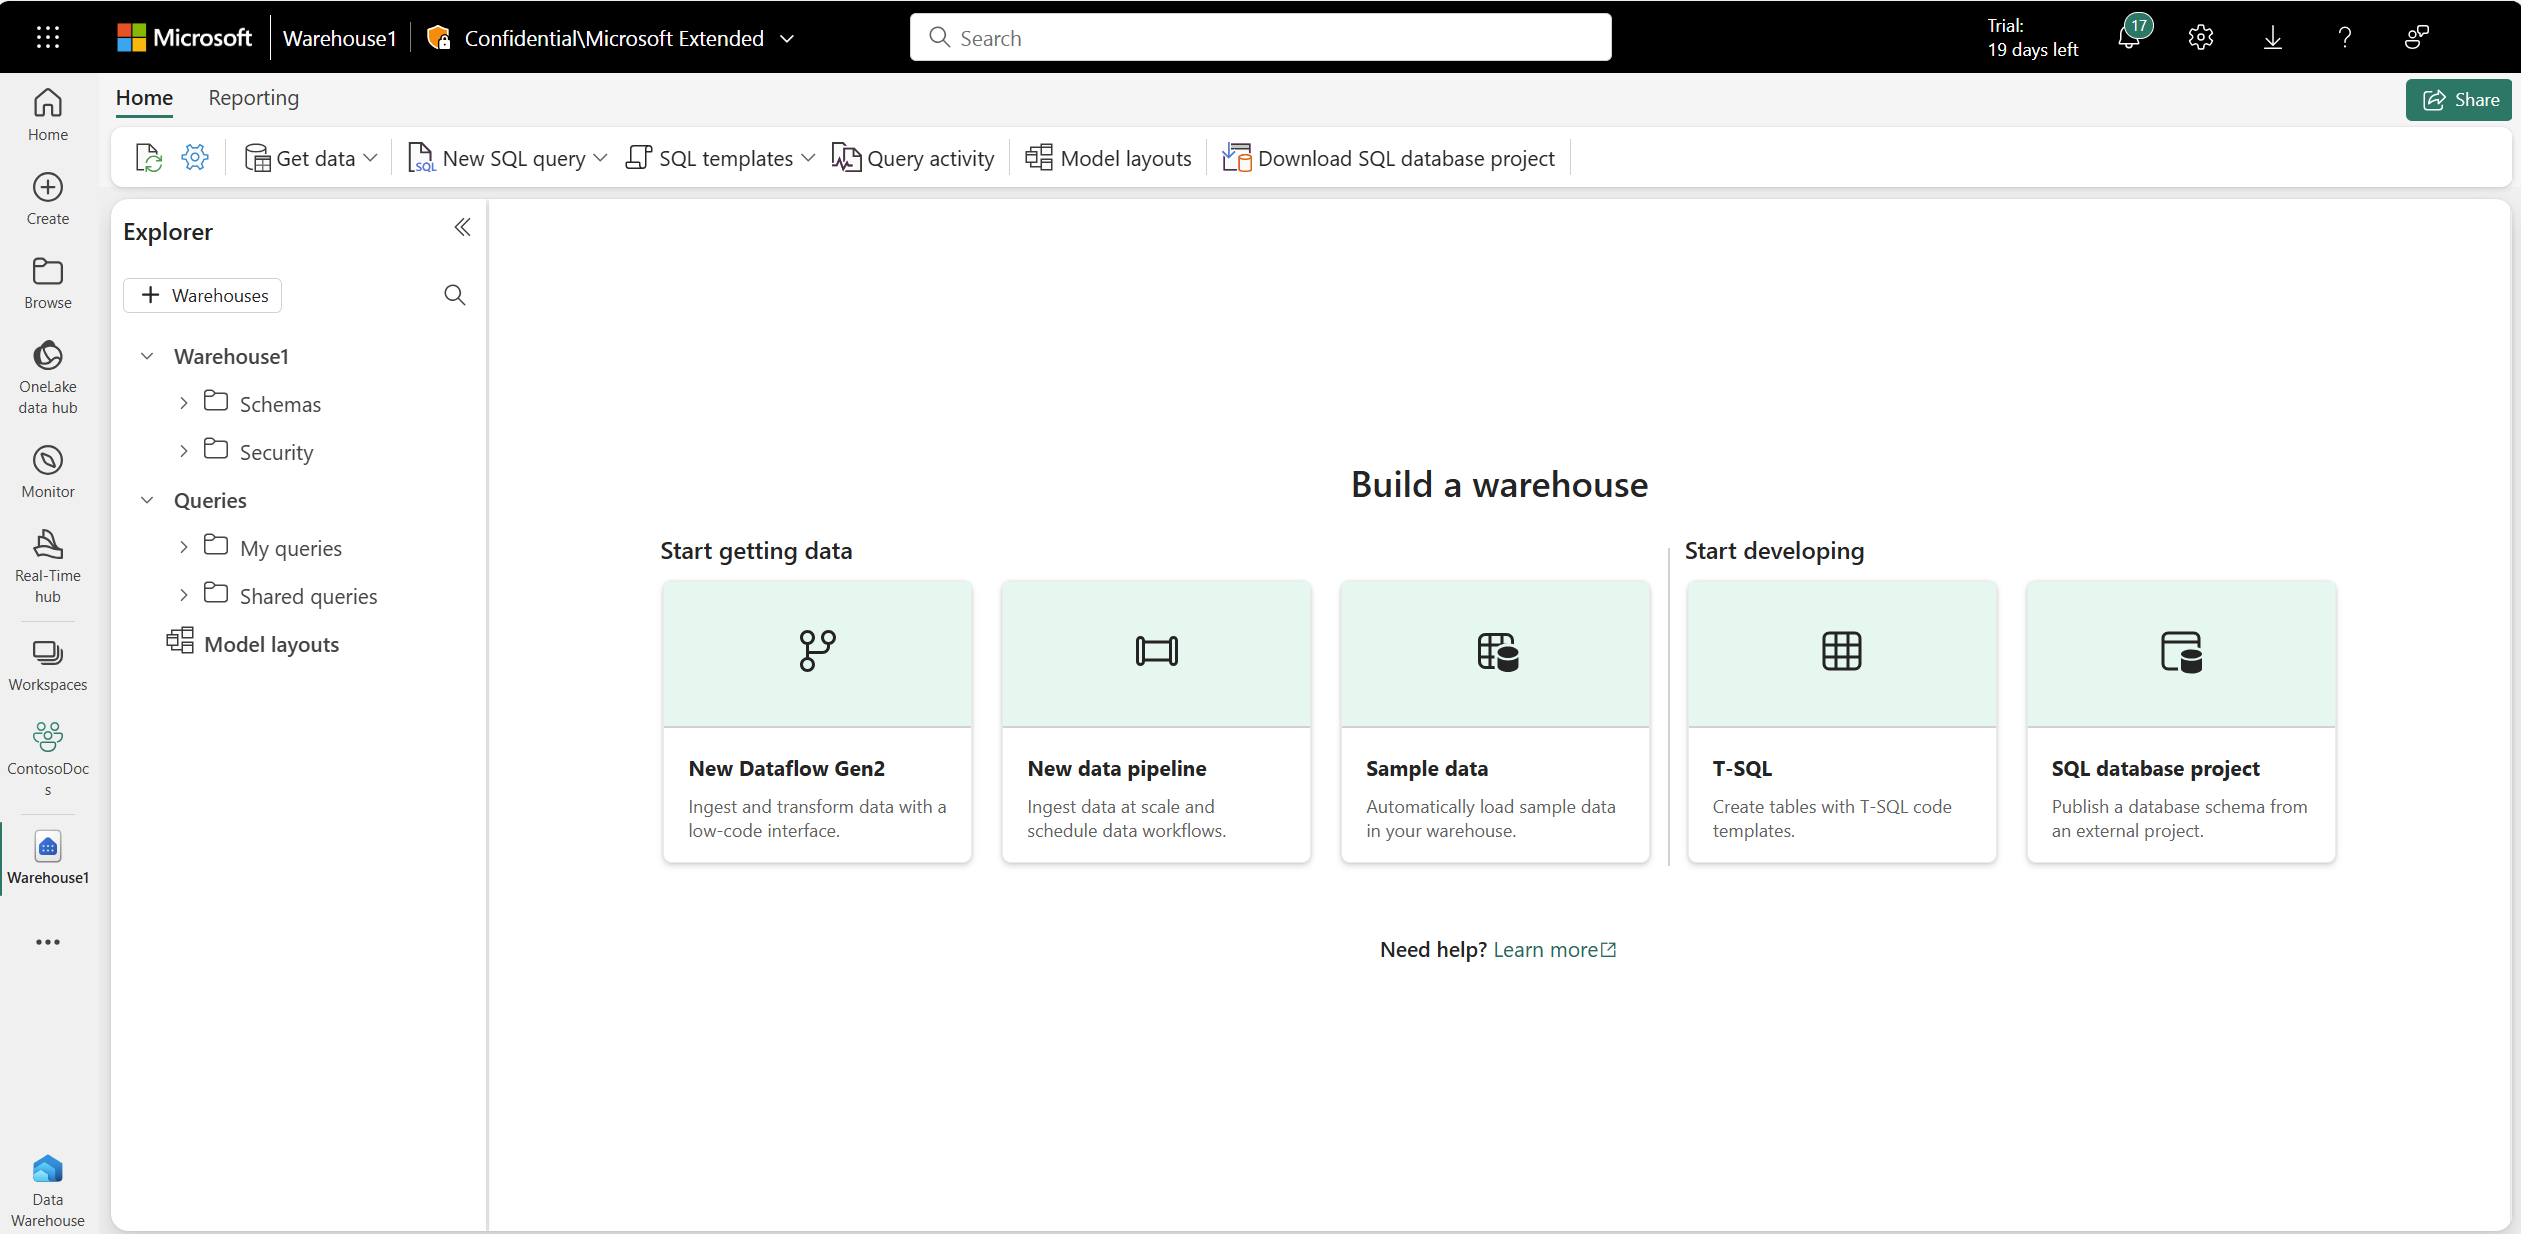 Microsoft
Warehouse1
Confidential\Microsoft Extended
Search
Trial:
19 days left
17
?
Home
Create
Browse
OneLake
data hub
Monitor
Real-Time
hub
Workspaces
ContosoDoc
s
Warehouse1
Data
Warehouse
Home
Reporting
Share
Get data
New SQL query
SQL templates
Query activity
Model layouts
Download SQL database project
Explorer
Warehouses
Warehouse1
Schemas
Security
Queries
My queries
Shared queries
Model layouts
Build a warehouse
Start getting data
New Dataflow Gen2
Ingest and transform data with a
low-code interface.
New data pipeline
Ingest data at scale and
schedule data workflows.
Sample data
Automatically load sample data
in your warehouse.
Start developing
T-SQL
Create tables with T-SQL code
templates.
SQL database project
Publish a database schema from
an external project.
Need help? Learn more